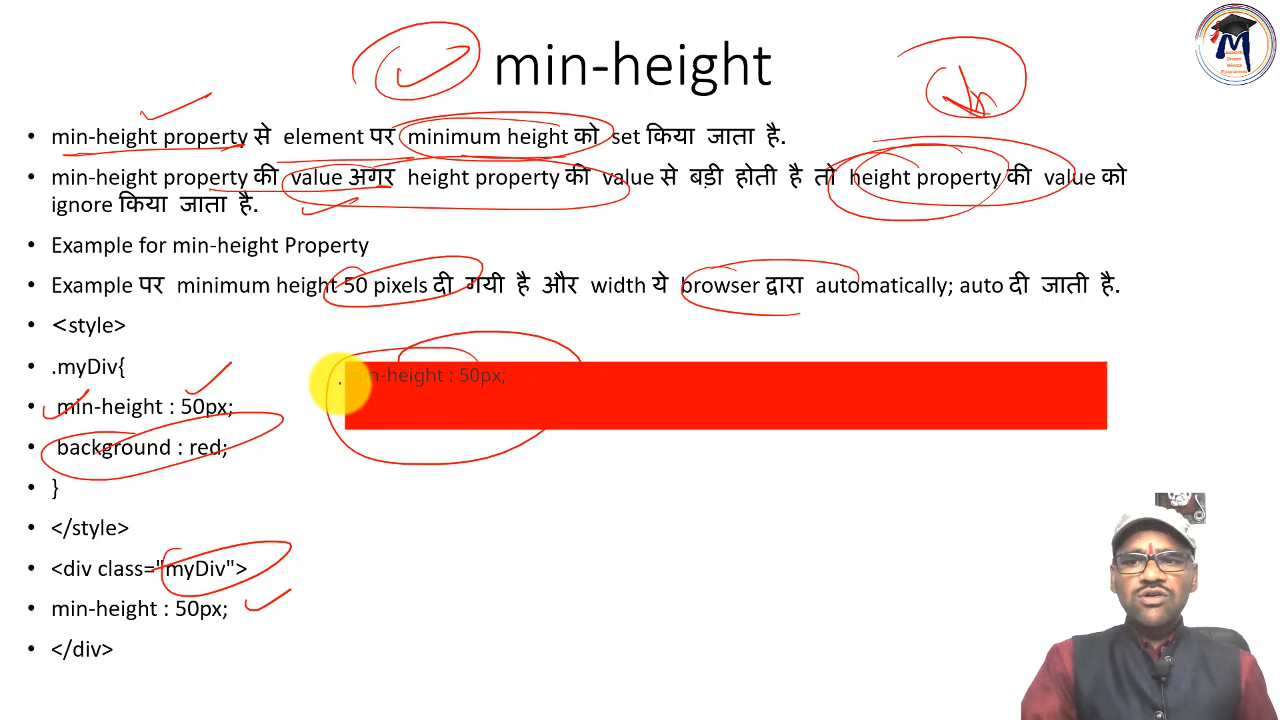 min-height
• min-height property से element पर minimum height को set किया जाता है.
• min-height property की value अगर height property की value से बड़ी होती है तो height property की value को
ignore किया जाता है.
• Example for min-height Property
• Example पर minimum height 50 pixels दी गयी है और width ये browser द्वारा automatically; auto दी जाती है.
• <style>
.myDiv{
• min-height : 50px;
min-height : 50px;
• background : red;
• }
• </style>
• <div class="myDiv">
• min-height : 50px;
• </div>